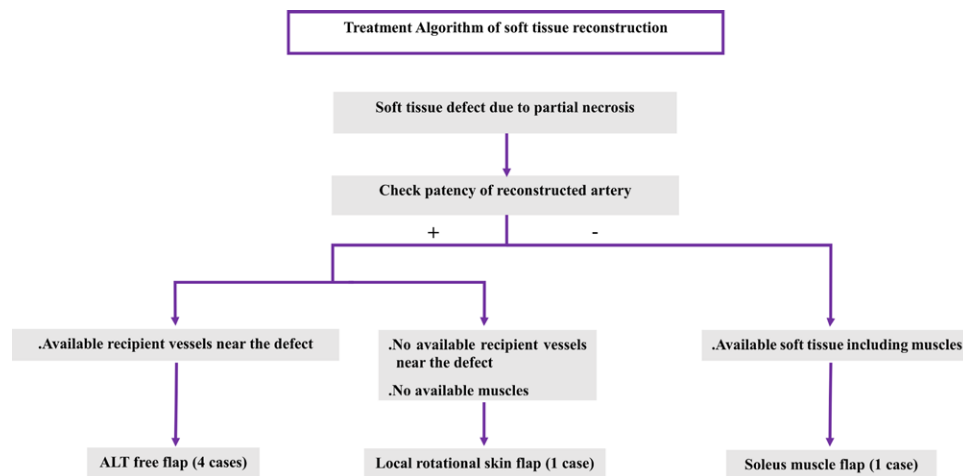 Treatment Algorithm of soft tissue reconstruction
Soft tissue defect due to partial necrosis
Check patency of reconstructed artery
+
-
.Available recipient vessels near the defect
.No available recipient vessels
near the defect
.No available muscles
.Available soft tissue including muscles
ALT free flap (4 cases)
Local rotational skin flap (1 case)
Soleus muscle flap (1 case)